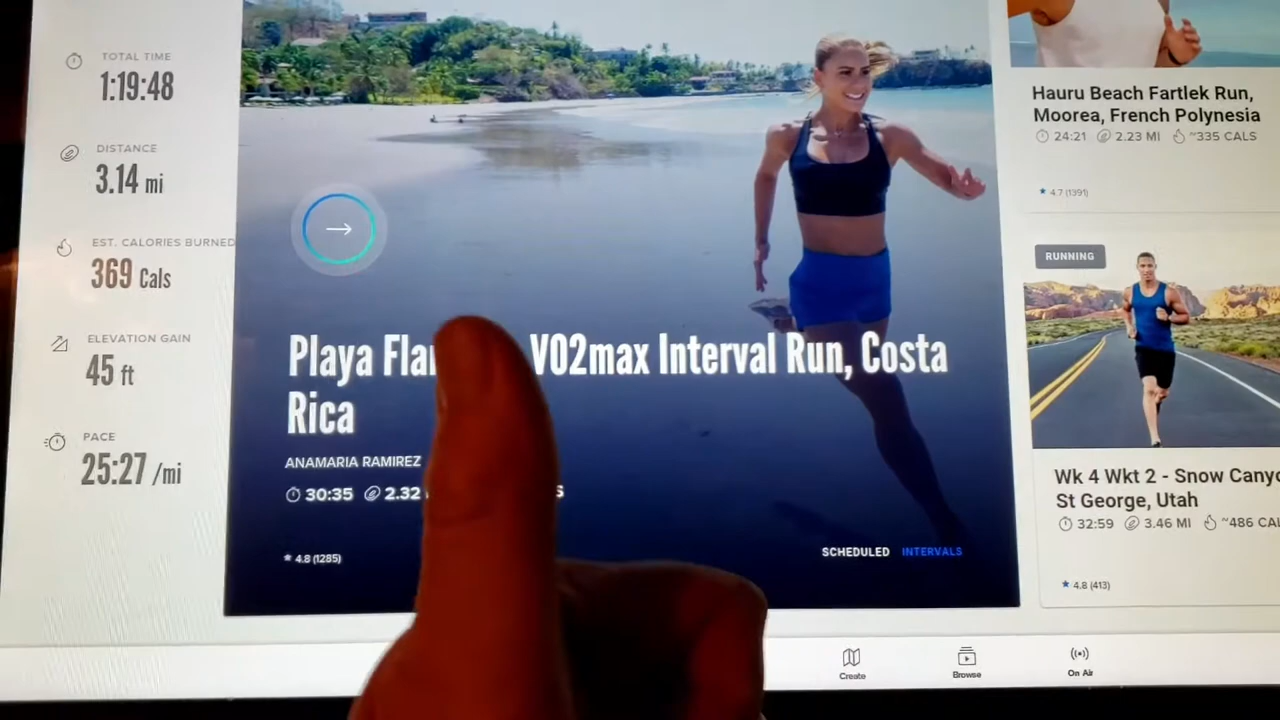 TOTAL TIME
1:19:48
DISTANCE
3.14 mi
EST. CALORIES BURNED
369 Cals
ELEVATION GAIN
45 ft
PACE
25:27 /mi
Playa VO2max Interval Run, Costa
Rica
ANAMARIA RAMIREZ
30:35 2.32
4.8 (1285)
SCHEDULED INTERVALS
Hauru Beach Fartlek Run,
Moorea, French Polynesia
24:21 2.23 MI ~335 CALS
4.7 (1391)
RUNNING
Wk 4 Wkt 2 - Snow
St George, Utah
32:59 3.46 MI ~486
4.8 (413)
Create
Browse
On Air